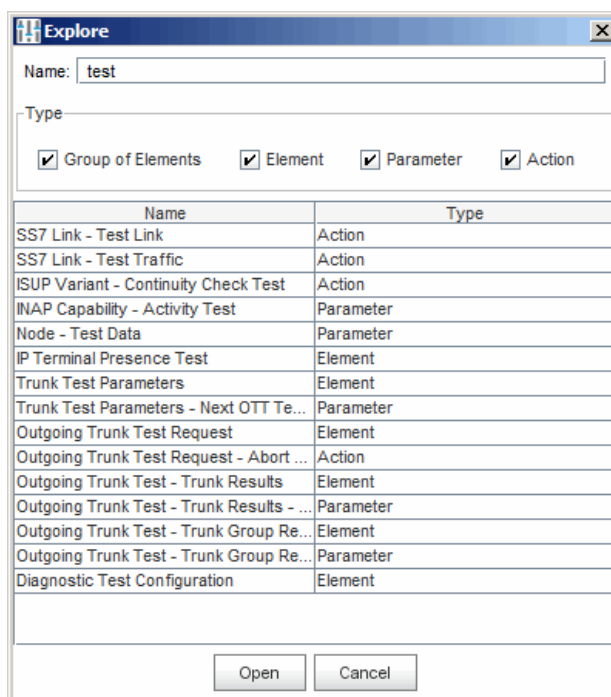 Explore
Name: test
Type
Group of Elements Element Parameter Action
Name Type
SS7 Link - Test Link Action
SS7 Link - Test Traffic Action
ISUP Variant - Continuity Check Test Action
INAP Capability - Activity Test Parameter
Node - Test Data Parameter
IP Terminal Presence Test Element
Trunk Test Parameters Element
Trunk Test Parameters - Next OTT Te... Parameter
Outgoing Trunk Test Request Element
Outgoing Trunk Test Request - Abort ... Action
Outgoing Trunk Test - Trunk Results Element
Outgoing Trunk Test - Trunk Results - ... Parameter
Outgoing Trunk Test - Trunk Group Re... Element
Outgoing Trunk Test - Trunk Group Re... Parameter
Diagnostic Test Configuration Element
Open Cancel